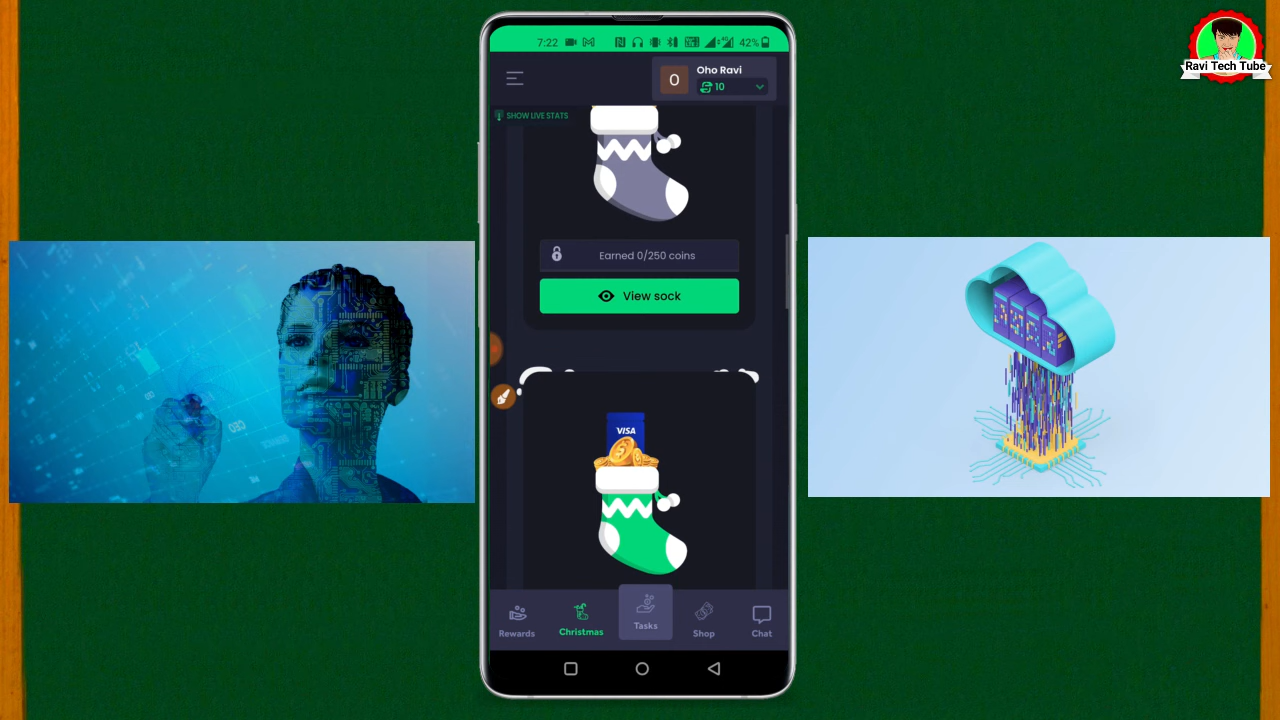 Ravi Tech Tube
7:22
42%
Oho Ravi
O
10
SHOW LIVE STATS
Earned 0/250 coins
View sock
VISA
Rewards
Christmas
Tasks
Shop
Chat